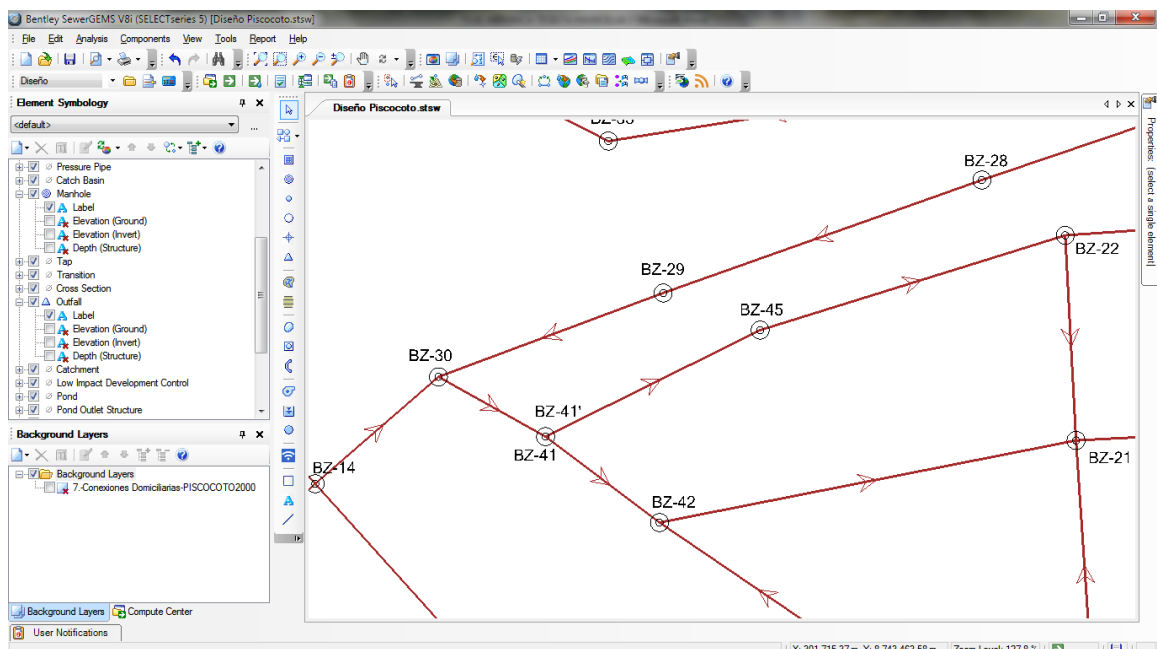 Bentley SewerGEMS V8i (SELECTseries 5) [Diseño Piscocoto.stsw]
File Edit Analysis Components View Tools Report Help
Diseño
Element Symbology
<default>
Pressure Pipe
Catch Basin
Manhole
Label
Elevation (Ground)
Elevation (Invert)
Depth (Structure)
Tap
Transition
Cross Section
Outfall
Label
Elevation (Ground)
Elevation (Invert)
Depth (Structure)
Catchment
Low Impact Development Control
Pond
Pond Outlet Structure
Background Layers
Background Layers
7.-Conexiones Domiciliarias-PISCOCOTO2000
Background Layers
Compute Center
User Notifications
Diseño Piscocoto.stsw
BZ-28
BZ-22
BZ-29
BZ-45
BZ-30
BZ-41'
BZ-41
BZ-14
BZ-21
BZ-42
Properties: [select a single element]
Zoom Level: 127.8 %